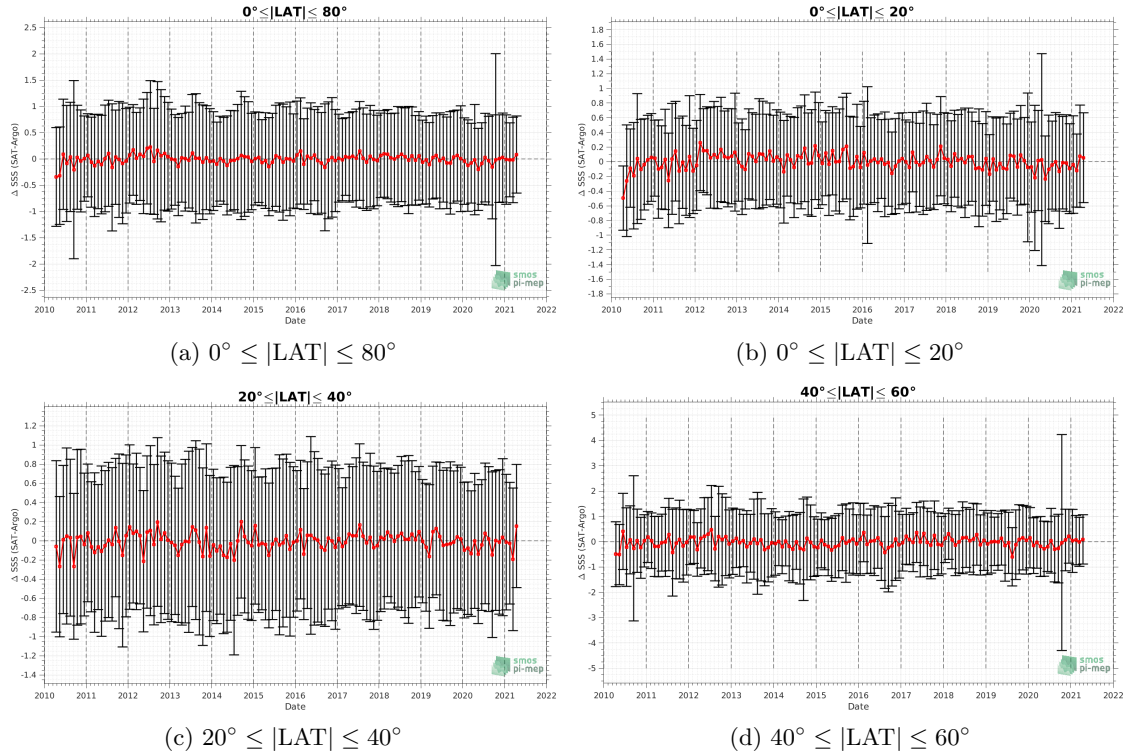 0°≤|LAT|≤ 80°
2.5
2
1.5
1
0.5
0
-0.5
-1
-1.5
-2
-2.5
Δ SSS (SAT-Argo)
2010 2011 2012 2013 2014 2015 2016 2017 2018 2019 2020 2021 2022
Date
smos
pi-mep
(a) 0° ≤ |LAT| ≤ 80°
0°≤|LAT|≤ 20°
1.8
1.6
1.4
1.2
1
0.8
0.6
0.4
0.2
0
-0.2
-0.4
-0.6
-0.8
-1
-1.2
-1.4
-1.6
-1.8
Δ SSS (SAT-Argo)
2010 2011 2012 2013 2014 2015 2016 2017 2018 2019 2020 2021 2022
Date
smos
pi-mep
(b) 0° ≤ |LAT| ≤ 20°
20°≤|LAT|≤ 40°
1.2
1
0.8
0.6
0.4
0.2
0
-0.2
-0.4
-0.6
-0.8
-1
-1.2
-1.4
Δ SSS (SAT-Argo)
2010 2011 2012 2013 2014 2015 2016 2017 2018 2019 2020 2021 2022
Date
smos
pi-mep
(c) 20° ≤ |LAT| ≤ 40°
40°≤|LAT|≤ 60°
5
4
3
2
1
0
-1
-2
-3
-4
-5
Δ SSS (SAT-Argo)
2010 2011 2012 2013 2014 2015 2016 2017 2018 2019 2020 2021 2022
Date
smos
pi-mep
(d) 40° ≤ |LAT| ≤ 60°